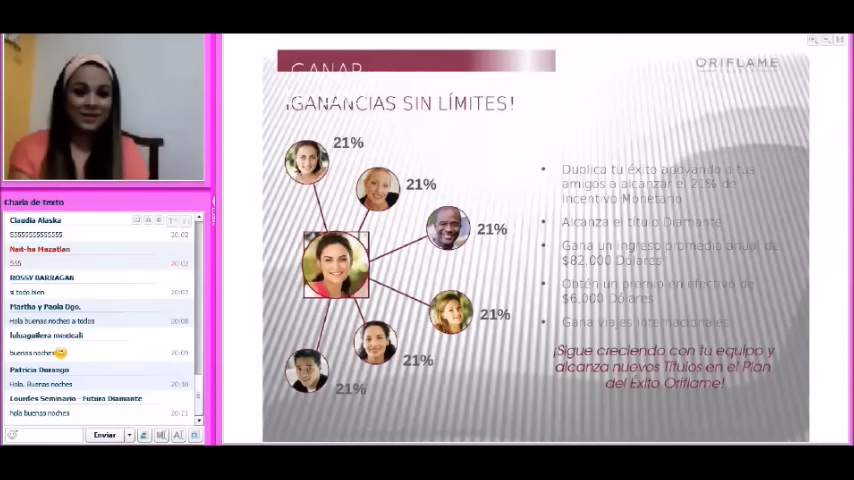 Charla de texto
Claudia Alaska
5555555555555
20:02
Nait-ha Mazatlan
555
20:02
ROSSY BARRAGAN
si todo bien
20:02
Martha y Paola Dgo.
Hola buenas noches a todos
20:08
luluaguilera mexicali
buenas noches
20:09
Patricia Durango
Hola. Buenas noches
20:10
Lourdes Seminario - Futura Diamante
hola buenas noches
20:21
Enviar
GANAR
ORIFLAME
¡GANANCIAS SIN LÍMITES!
21%
21%
21%
21%
21%
21%
• Duplica tu éxito apoyando a tus
amigos a alcanzar el 21% de
Incentivo Monetario
• Alcanza el título Diamante
• Gana un ingreso promedio anual de
$82,000 Dólares
• Obtén un premio en efectivo de
$6,000 Dólares
• Gana viajes internacionales
¡Sigue creciendo con tu equipo y
alcanza nuevos Títulos en el Plan
del Éxito Oriflame!